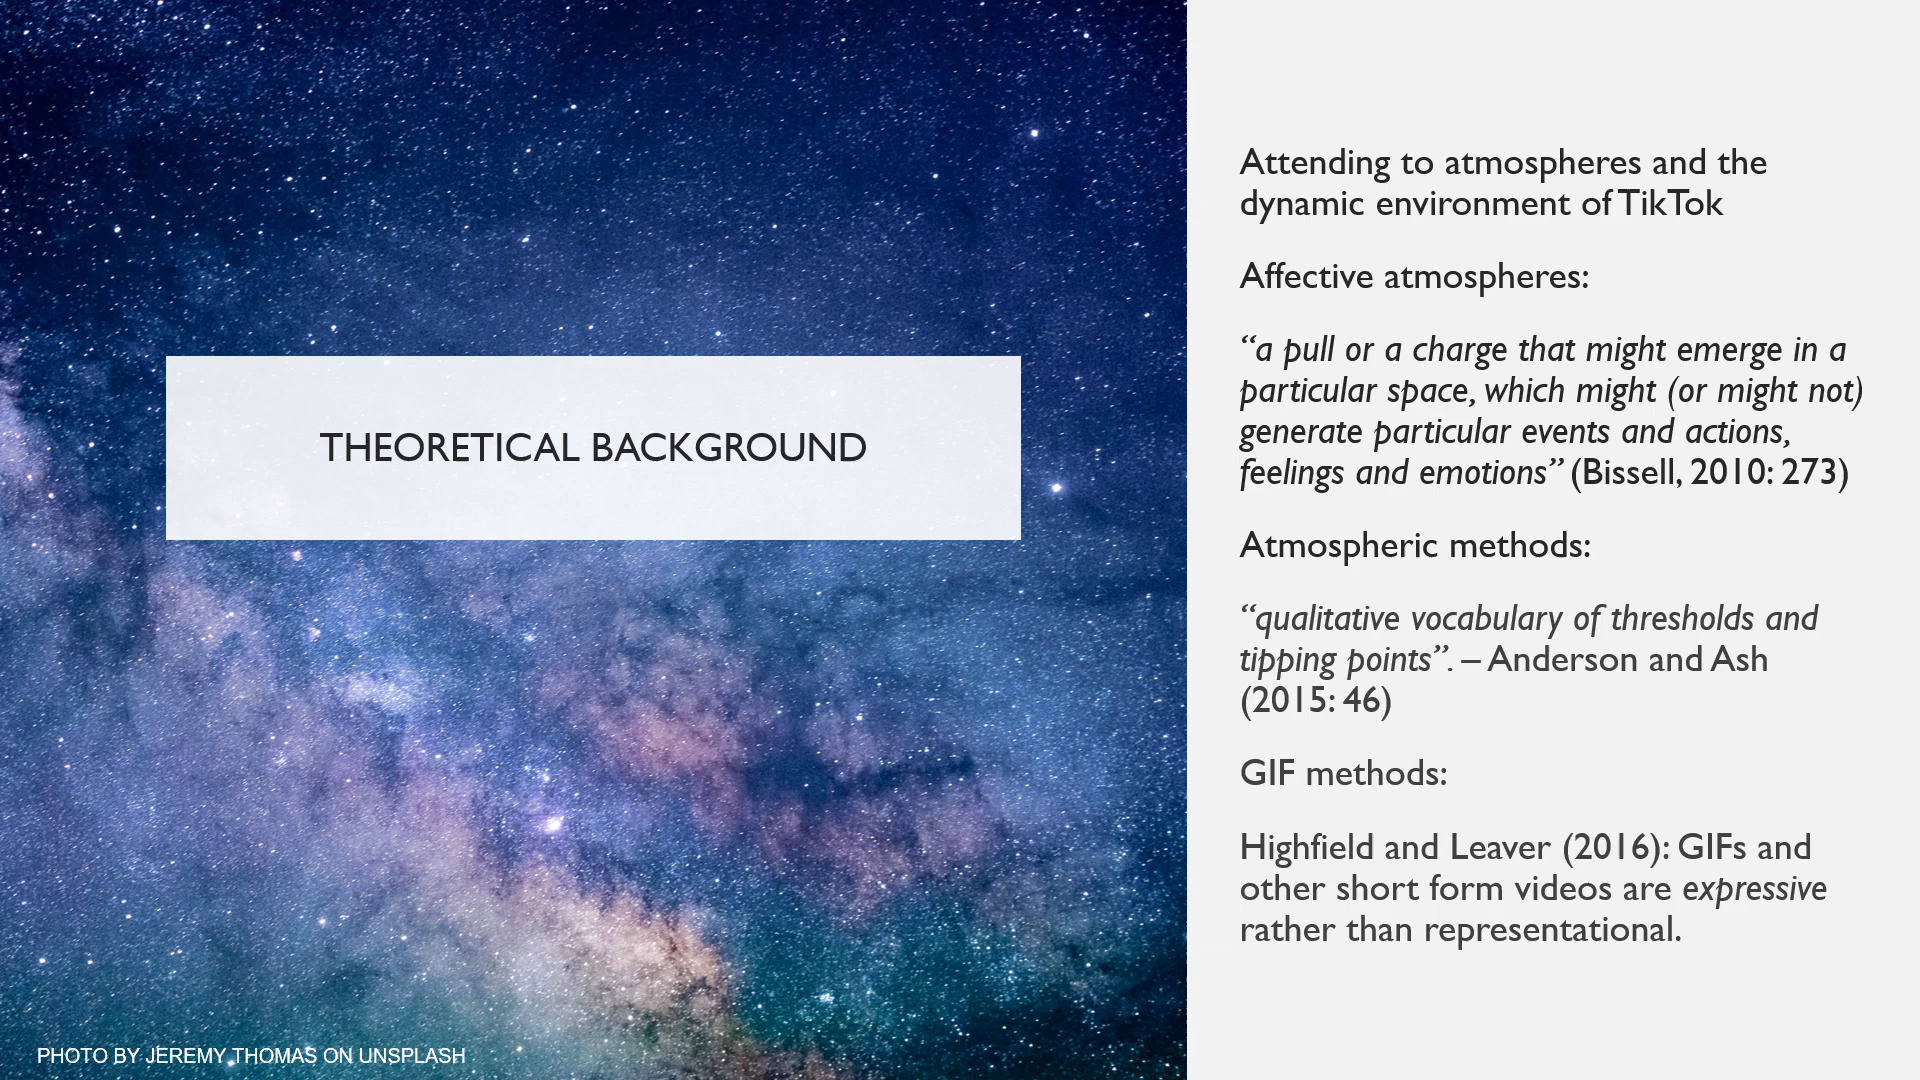 THEORETICAL BACKGROUND
PHOTO BY JEREMY THOMAS ON UNSPLASH
Attending to atmospheres and the
dynamic environment of TikTok
Affective atmospheres:
“a pull or a charge that might emerge in a
particular space, which might (or might not)
generate particular events and actions,
feelings and emotions” (Bissell, 2010: 273)
Atmospheric methods:
“qualitative vocabulary of thresholds and
tipping points”. – Anderson and Ash
(2015: 46)
GIF methods:
Highfield and Leaver (2016): GIFs and
other short form videos are expressive
rather than representational.